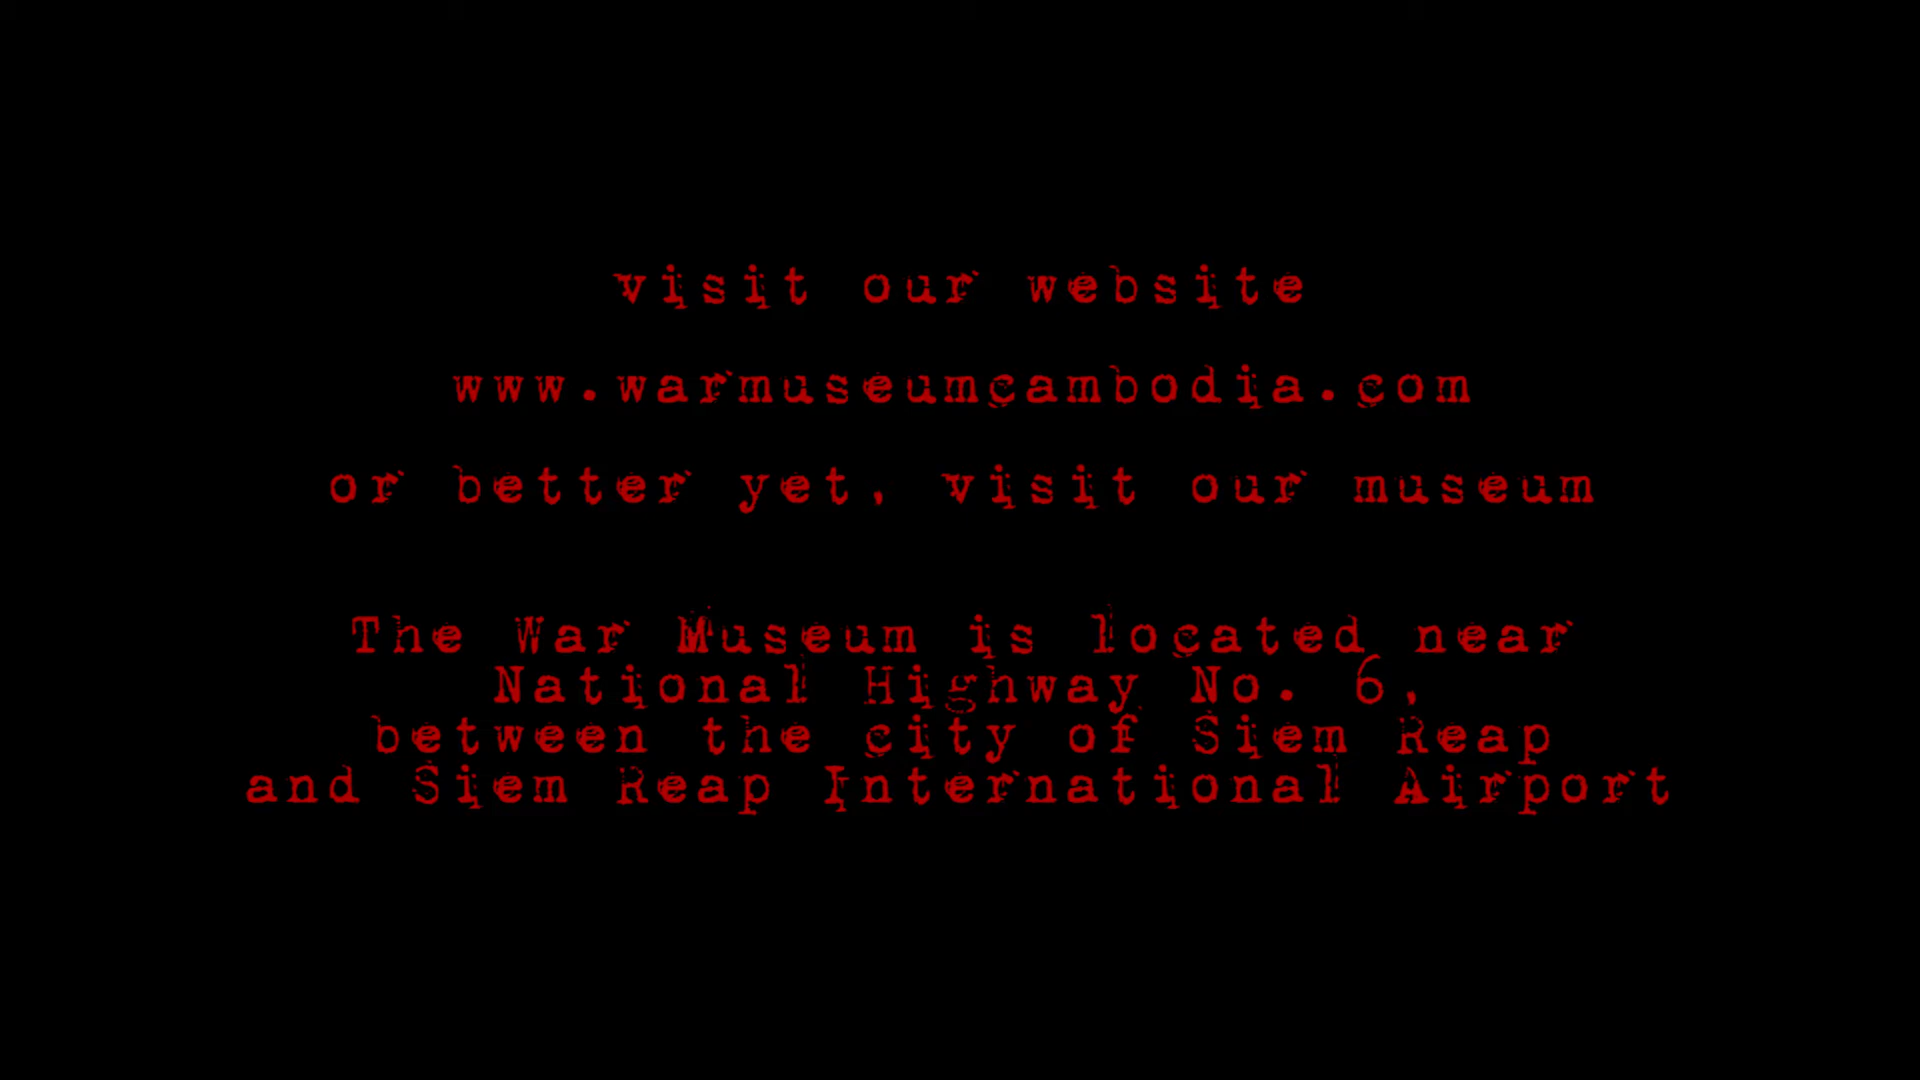 visit our website
www.warmuseumcambodia.com
or better yet, visit our museum
The War Museum is located near
National Highway No. 6,
between the city of Siem Reap
and Siem Reap International Airport